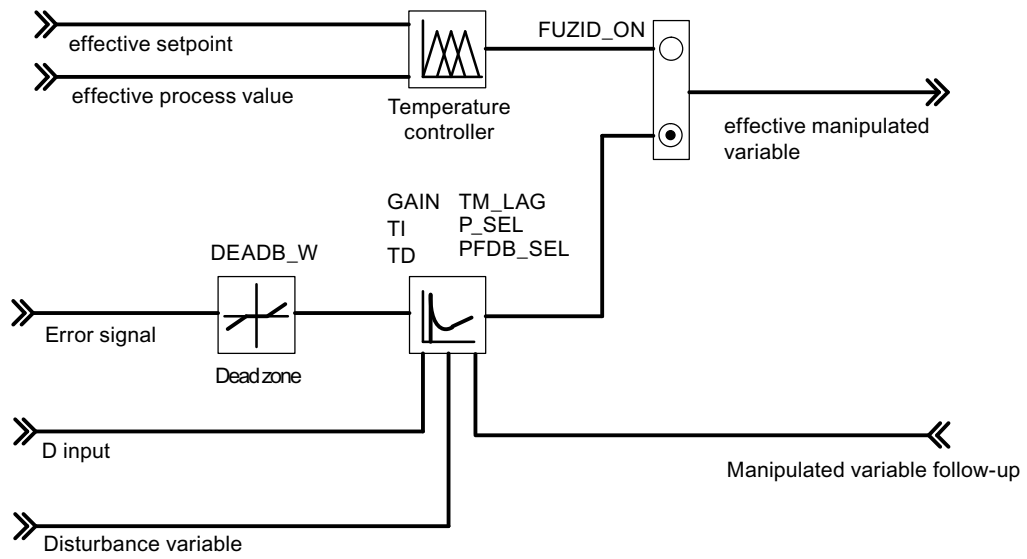 effective setpoint
effective process value
Temperature
controller
FUZID_ON
effective manipulated
variable
GAIN TM_LAG
TI P_SEL
TD PFDB_SEL
DEADB_W
Error signal
Dead zone
D input
Manipulated variable follow-up
Disturbance variable